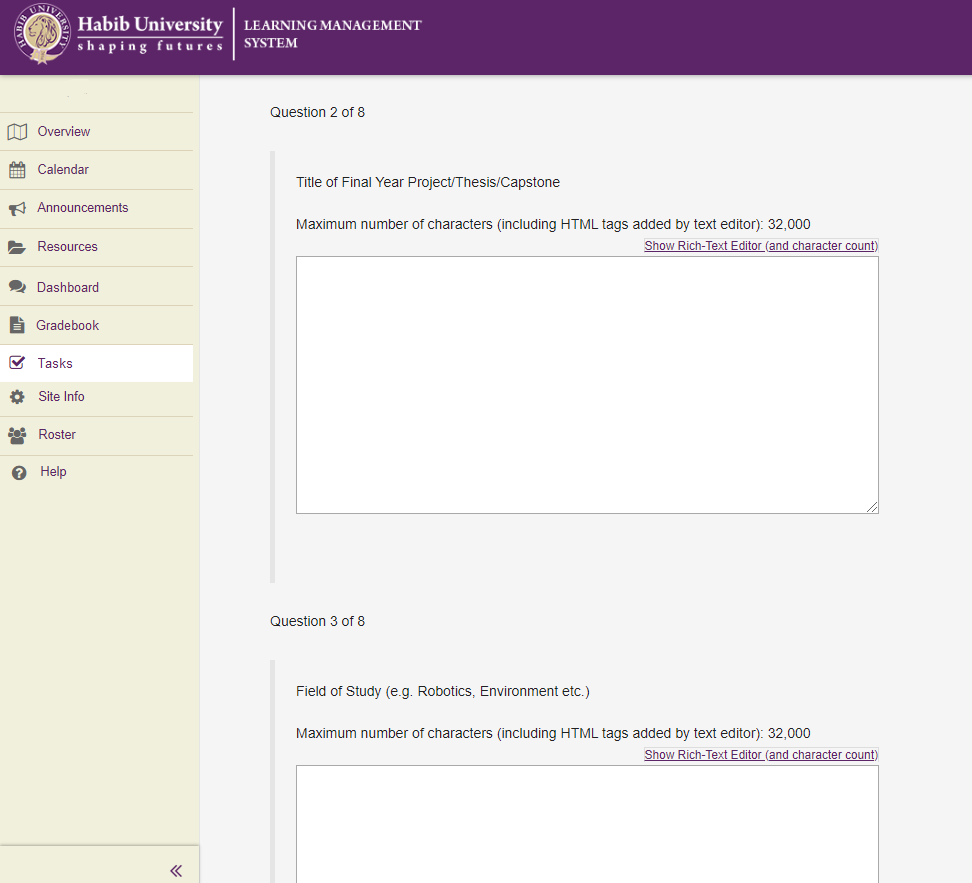 HABIB UNIVERSITY
Habib University
shaping futures
LEARNING MANAGEMENT
SYSTEM
Overview
Calendar
Announcements
Resources
Dashboard
Gradebook
Tasks
Site Info
Roster
Help
Question 2 of 8
Title of Final Year Project/Thesis/Capstone
Maximum number of characters (including HTML tags added by text editor): 32,000
Show Rich-Text Editor (and character count)
Question 3 of 8
Field of Study (e.g. Robotics, Environment etc.)
Maximum number of characters (including HTML tags added by text editor): 32,000
Show Rich-Text Editor (and character count)